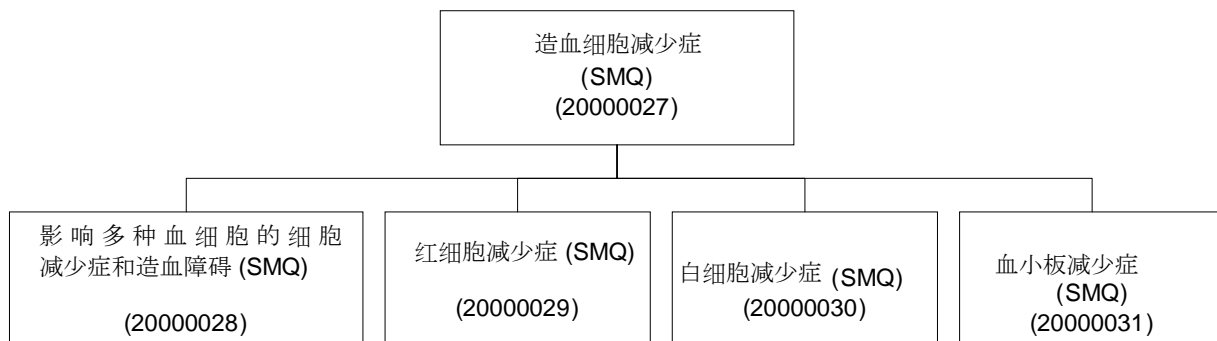 造血细胞减少症
(SMQ)
(20000027)
影响多种血细胞的细胞
减少症和造血障碍 (SMQ)
(20000028)
红细胞减少症 (SMQ)
(20000029)
白细胞减少症 (SMQ)
(20000030)
血小板减少症
(SMQ)
(20000031)